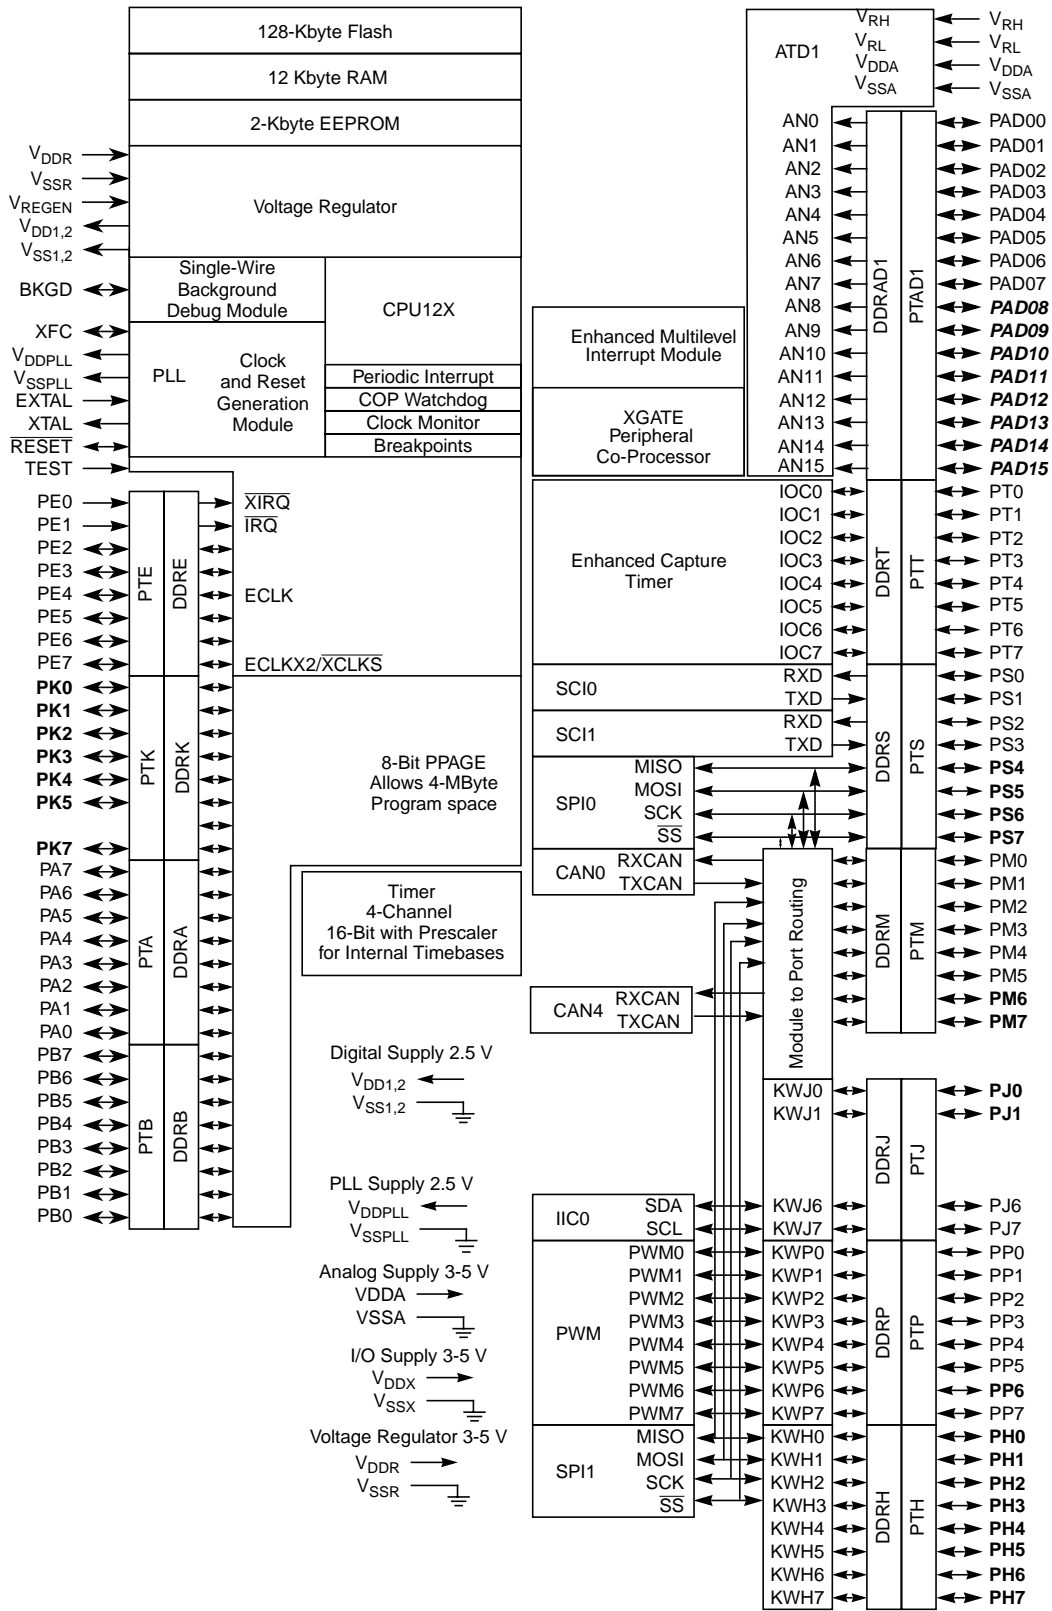 128-Kbyte Flash
12 Kbyte RAM
2-Kbyte EEPROM
VDDR
VSSR
VREGEN
VDD1,2
VSS1,2
Voltage Regulator
BKGD
Single-Wire
Background
Debug Module
CPU12X
XFC
VDDPLL
VSSPLL
EXTAL
XTAL
RESET
TEST
PLL
Clock
and Reset
Generation
Module
Periodic Interrupt
COP Watchdog
Clock Monitor
Breakpoints
PE0
PE1
PE2
PE3
PE4
PE5
PE6
PE7
PTE
DDRE
XIRQ
IRQ
ECLK
ECLKX2/XCLKS
PK0
PK1
PK2
PK3
PK4
PK5
PK7
PTK
DDRK
8-Bit PPAGE
Allows 4-MByte
Program space
PA7
PA6
PA5
PA4
PA3
PA2
PA1
PA0
PTA
DDRA
Timer
4-Channel
16-Bit with Prescaler
for Internal Timebases
PB7
PB6
PB5
PB4
PB3
PB2
PB1
PB0
PTB
DDRB
Digital Supply 2.5 V
VDD1,2
VSS1,2
PLL Supply 2.5 V
VDDPLL
VSSPLL
Analog Supply 3-5 V
VDDA
VSSA
I/O Supply 3-5 V
VDDX
VSSX
Voltage Regulator 3-5 V
VDDR
VSSR
Enhanced Multilevel
Interrupt Module
XGATE
Peripheral
Co-Processor
ATD1
VRH
VRL
VDDA
VSSA
VRH
VRL
VDDA
VSSA
AN0
AN1
AN2
AN3
AN4
AN5
AN6
AN7
AN8
AN9
AN10
AN11
AN12
AN13
AN14
AN15
DDRAD1
PTAD1
PAD00
PAD01
PAD02
PAD03
PAD04
PAD05
PAD06
PAD07
PAD08
PAD09
PAD10
PAD11
PAD12
PAD13
PAD14
PAD15
Enhanced Capture
Timer
IOC0
IOC1
IOC2
IOC3
IOC4
IOC5
IOC6
IOC7
DDRT
PTT
PT0
PT1
PT2
PT3
PT4
PT5
PT6
PT7
SCI0
RXD
TXD
SCI1
RXD
TXD
SPI0
MISO
MOSI
SCK
SS
DDRS
PTS
PS0
PS1
PS2
PS3
PS4
PS5
PS6
PS7
CAN0
RXCAN
TXCAN
CAN4
RXCAN
TXCAN
Module to Port Routing
DDRM
PTM
PM0
PM1
PM2
PM3
PM4
PM5
PM6
PM7
KWJ0
KWJ1
KWJ6
KWJ7
DDRJ
PTJ
PJ0
PJ1
PJ6
PJ7
IIC0
SDA
SCL
PWM
PWM0
PWM1
PWM2
PWM3
PWM4
PWM5
PWM6
PWM7
KWP0
KWP1
KWP2
KWP3
KWP4
KWP5
KWP6
KWP7
DDRP
PTP
PP0
PP1
PP2
PP3
PP4
PP5
PP6
PP7
SPI1
MISO
MOSI
SCK
SS
KWH0
KWH1
KWH2
KWH3
KWH4
KWH5
KWH6
KWH7
DDRH
PTH
PH0
PH1
PH2
PH3
PH4
PH5
PH6
PH7